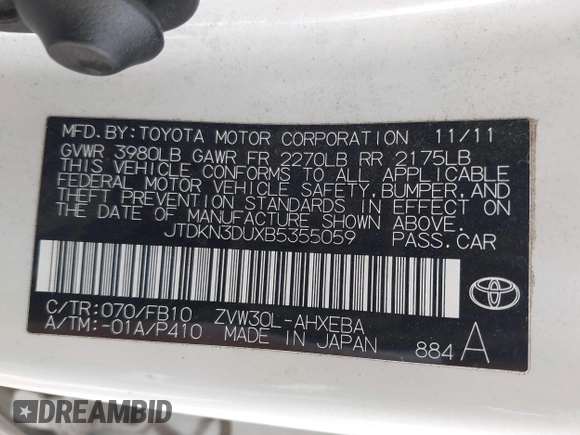 MFD. BY: TOYOTA MOTOR CORPORATION 11/11
GVWR 3980LB GAWR FR 2270LB RR 2175LB
THIS VEHICLE CONFORMS TO ALL APPLICABLE
FEDERAL MOTOR VEHICLE SAFETY, BUMPER, AND
THEFT PREVENTION STANDARDS IN EFFECT ON
THE DATE OF MANUFACTURE SHOWN ABOVE.
JTDKN3DUXB5355059 PASS. CAR
C/TR: 070/FB10 ZVW30L-AHXEBA
A/TM: -01A/P410 MADE IN JAPAN 884 A
TOYOTA
DREAMBID